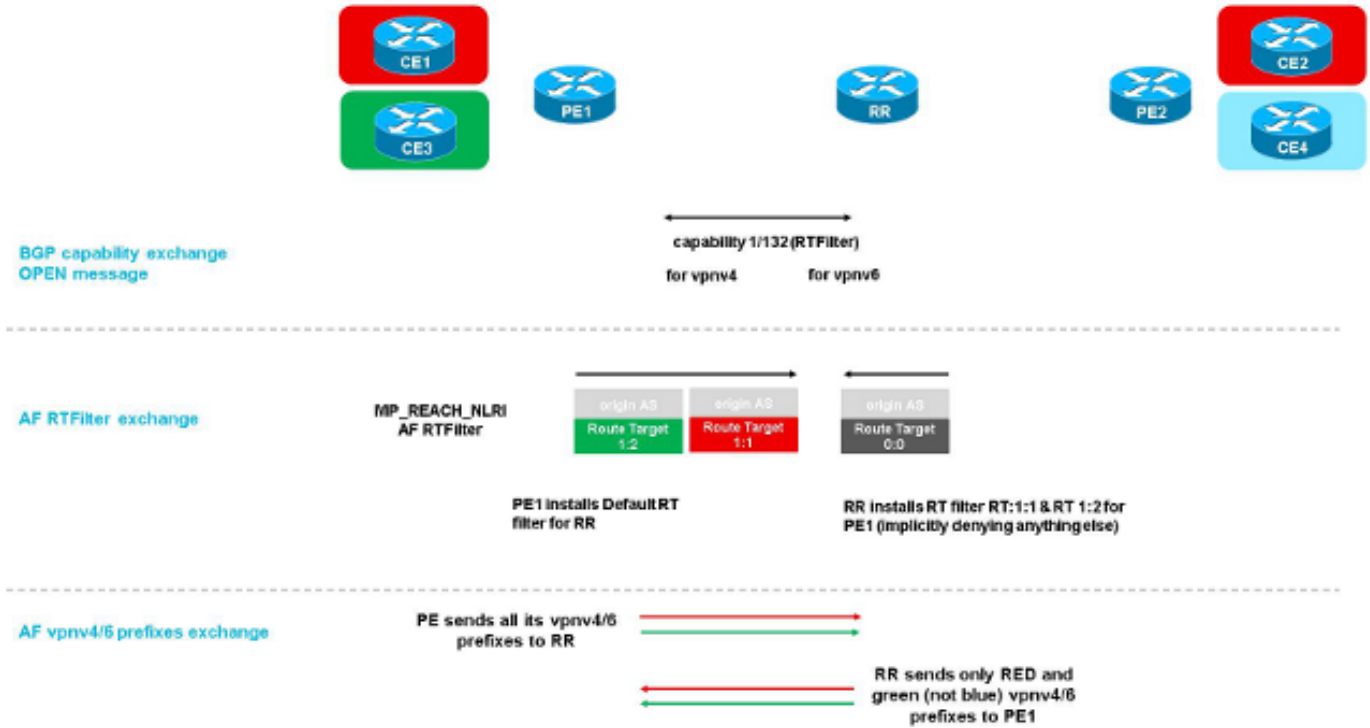 CE1
CE3
PE1
RR
PE2
CE2
CE4
BGP capability exchange
OPEN message
capability 1/132(RTFilter)
for vpnv4
for vpnv6
AF RTFilter exchange
MP_REACH_NLRI
AF RTFilter
origin AS
Route Target
1:2
origin AS
Route Target
1:1
origin AS
Route Target
0:0
PE1 installs Default RT
filter for RR
RR installs RT filter RT:1:1 & RT 1:2 for
PE1 (implicitly denying anything else)
AF vpnv4/6 prefixes exchange
PE sends all its vpnv4/6
prefixes to RR
RR sends only RED and
green (not blue) vpnv4/6
prefixes to PE1